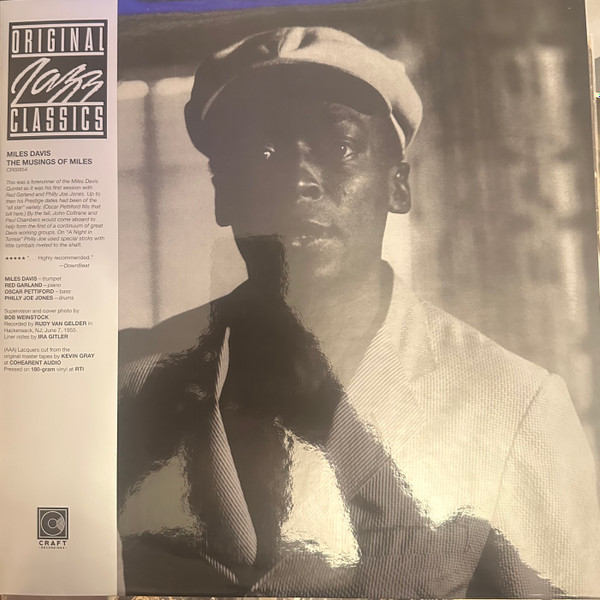 ORIGINAL
Jazz
CLASSICS
MILES DAVIS
THE MUSINGS OF MILES
CR00854
This was a forerunner of the Miles Davis
Quintet as it was his first session with
Red Garland and Philly Joe Jones. Up to
then his Prestige dates had been of the
"all star" variety. (Oscar Pettiford fills that
bill here.) By the fall, John Coltrane and
Paul Chambers would come aboard to
help form the first of a continuum of great
Davis working groups. On "A Night in
Tunisia" Philly Joe used special sticks with
little cymbals riveted to the shaft.
★★★★★ ". . . Highly recommended."
—DownBeat
MILES DAVIS – trumpet
RED GARLAND – piano
OSCAR PETTIFORD – bass
PHILLY JOE JONES – drums
Supervision and cover photo by
BOB WEINSTOCK
Recorded by RUDY VAN GELDER in
Hackensack, NJ; June 7, 1955.
Liner notes by IRA GITLER
(AAA) Lacquers cut from the
original master tapes by KEVIN GRAY
at COHEARENT AUDIO
Pressed on 180-gram vinyl at RTI
CRAFT
RECORDINGS